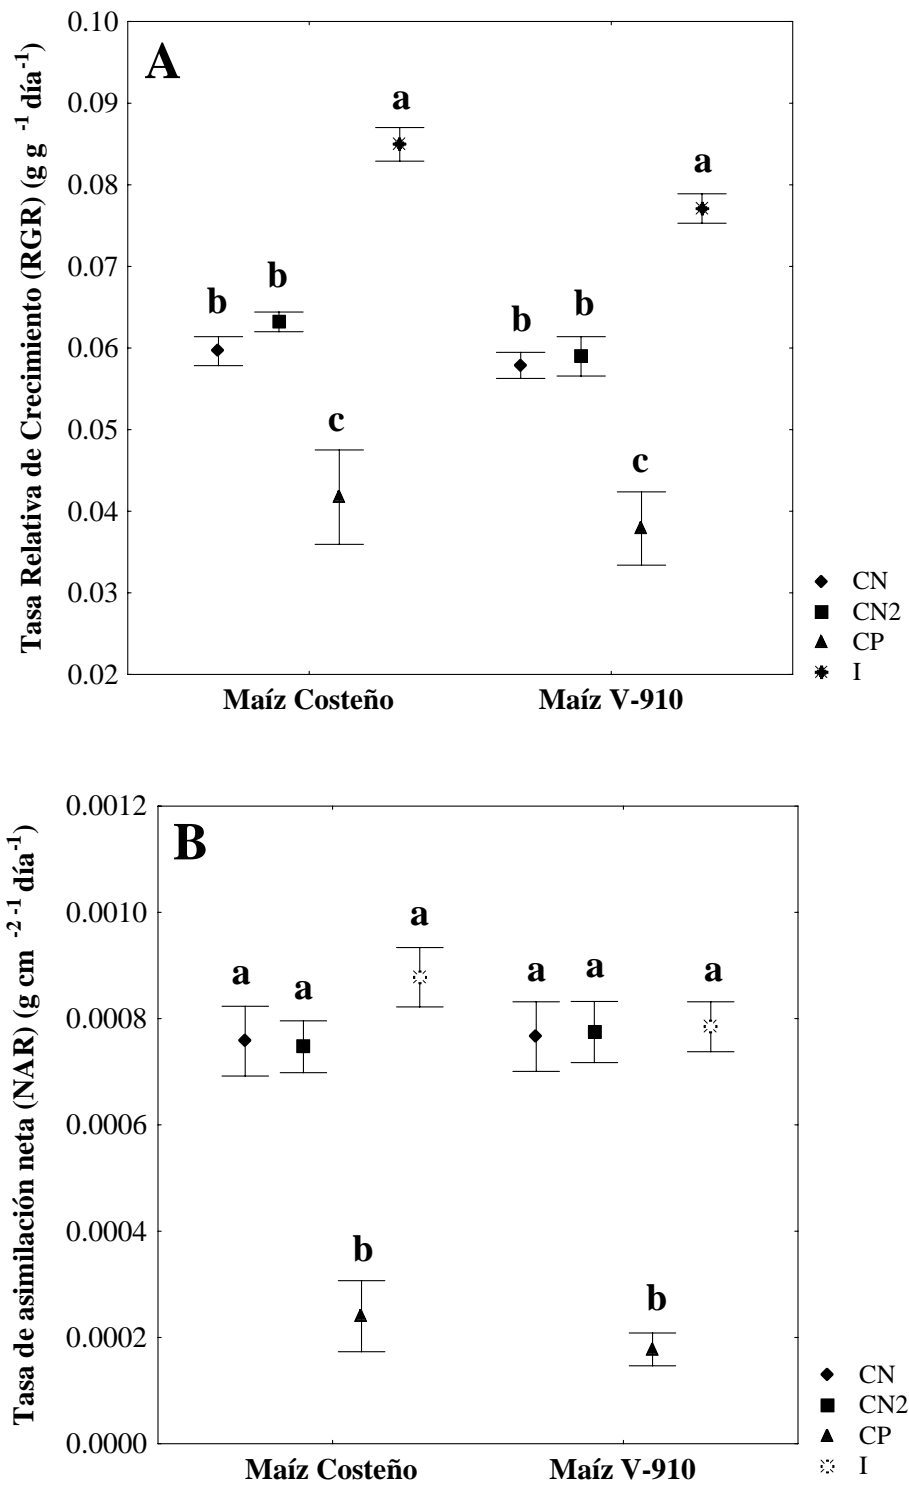 A
Tasa Relativa de Crecimiento (RGR) (g g -1 día-1)
0.10
0.09
0.08
0.07
0.06
0.05
0.04
0.03
0.02
b
b
c
a
b
b
c
a
Maíz Costeño
Maíz V-910
CN
CN2
CP
I
B
Tasa de asimilación neta (NAR) (g cm -2 -1 día-1)
0.0012
0.0010
0.0008
0.0006
0.0004
0.0002
0.0000
a
a
b
a
a
a
b
a
Maíz Costeño
Maíz V-910
CN
CN2
CP
I